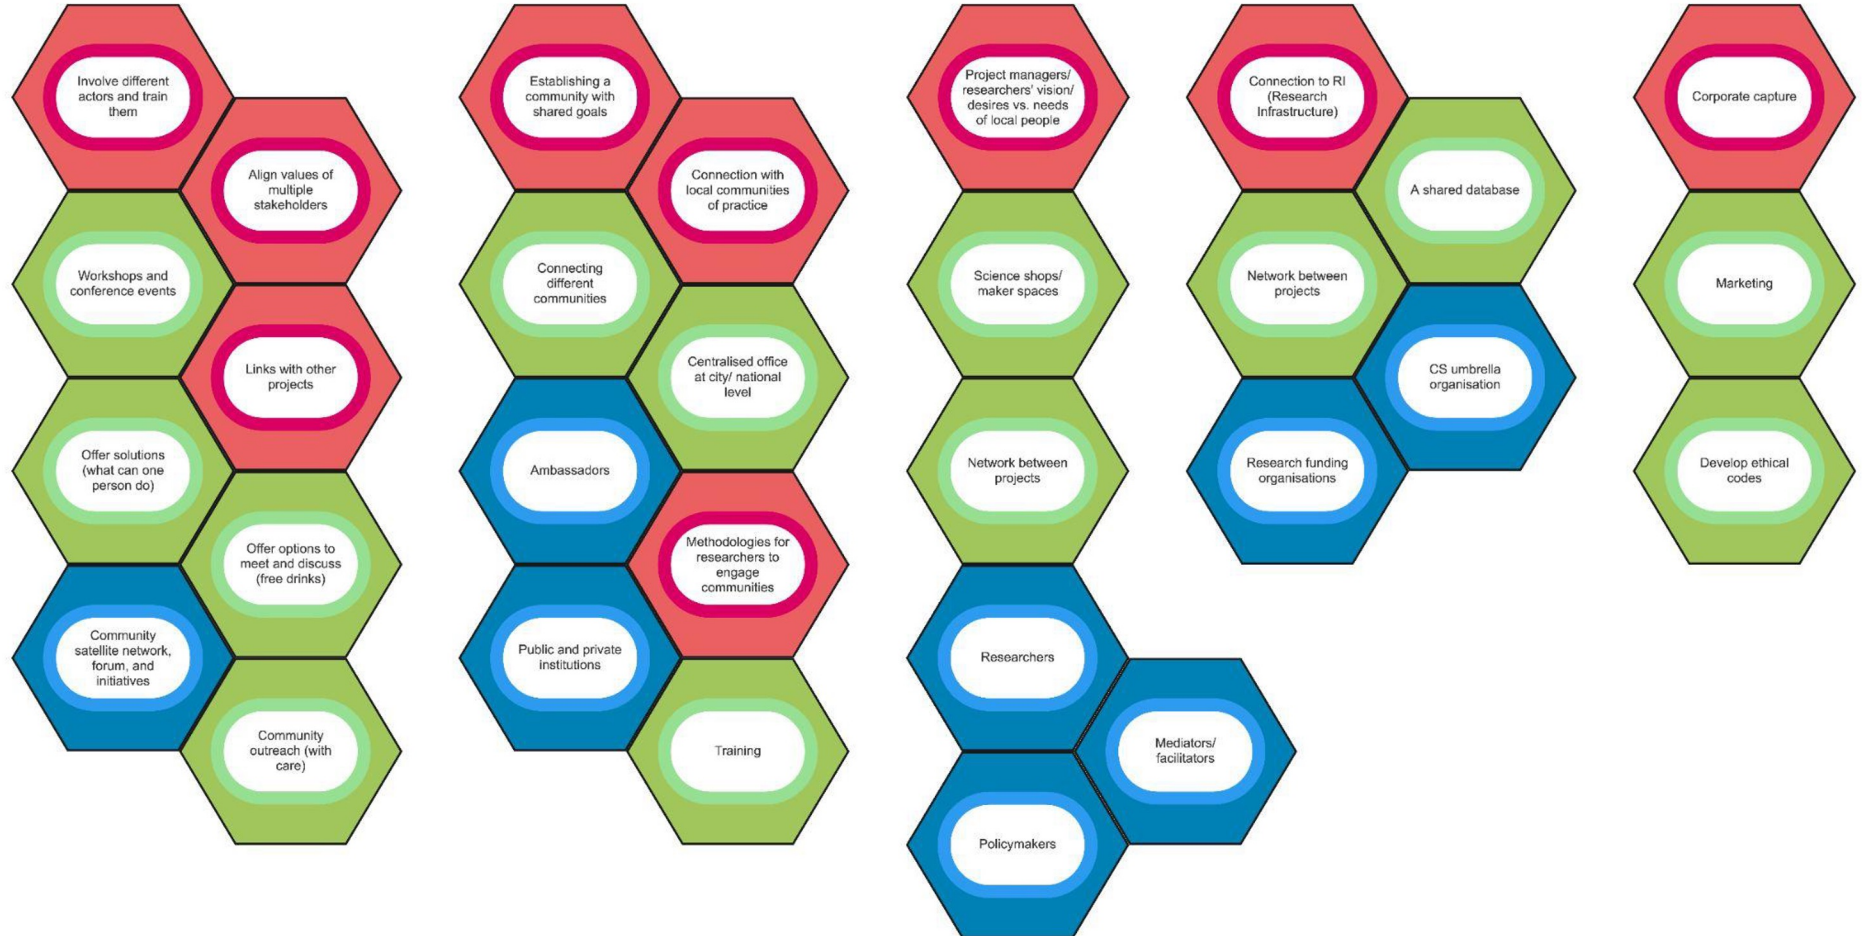 Involve different
actors and train
them
Align values of
multiple
stakeholders
Workshops and
conference events
Links with other
projects
Offer solutions
(what can one
person do)
Offer options to
meet and discuss
(free drinks)
Community
satellite network,
forum, and
initiatives
Community
outreach (with
care)
Establishing a
community with
shared goals
Connection with
local communities
of practice
Connecting
different
communities
Centralised office
at city/ national
level
Ambassadors
Methodologies for
researchers to
engage
communities
Public and private
institutions
Training
Project managers/
researchers' vision/
desires vs. needs
of local people
Science shops/
maker spaces
Network between
projects
Researchers
Mediators/
facilitators
Policymakers
Connection to RI
(Research
Infrastructure)
A shared database
Network between
projects
CS umbrella
organisation
Research funding
organisations
Corporate capture
Marketing
Develop ethical
codes